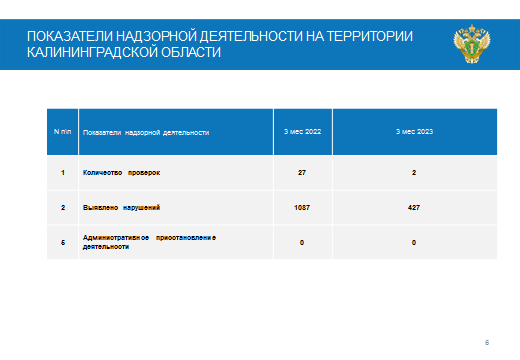 ПОКАЗАТЕЛИ НАДЗОРНОЙ ДЕЯТЕЛЬНОСТИ НА ТЕРРИТОРИИ
КАЛИНИНГРАДСКОЙ ОБЛАСТИ
N п\п Показатели надзорной деятельности 3 мес 2022 3 мес 2023
1 Количество проверок 27 2
2 Выявлено нарушений 1087 427
5 Административное приостановление
деятельности 0 0
6